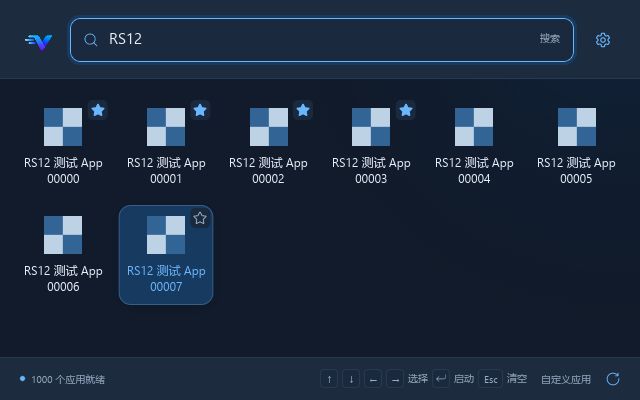 RS12
搜索
RS12 测试 App
00000
RS12 测试 App
00001
RS12 测试 App
00002
RS12 测试 App
00003
RS12 测试 App
00004
RS12 测试 App
00005
RS12 测试 App
00006
RS12 测试 App
00007
1000 个应用就绪
↑ ↓ ← → 选择 ↵ 启动 Esc 清空 自定义应用